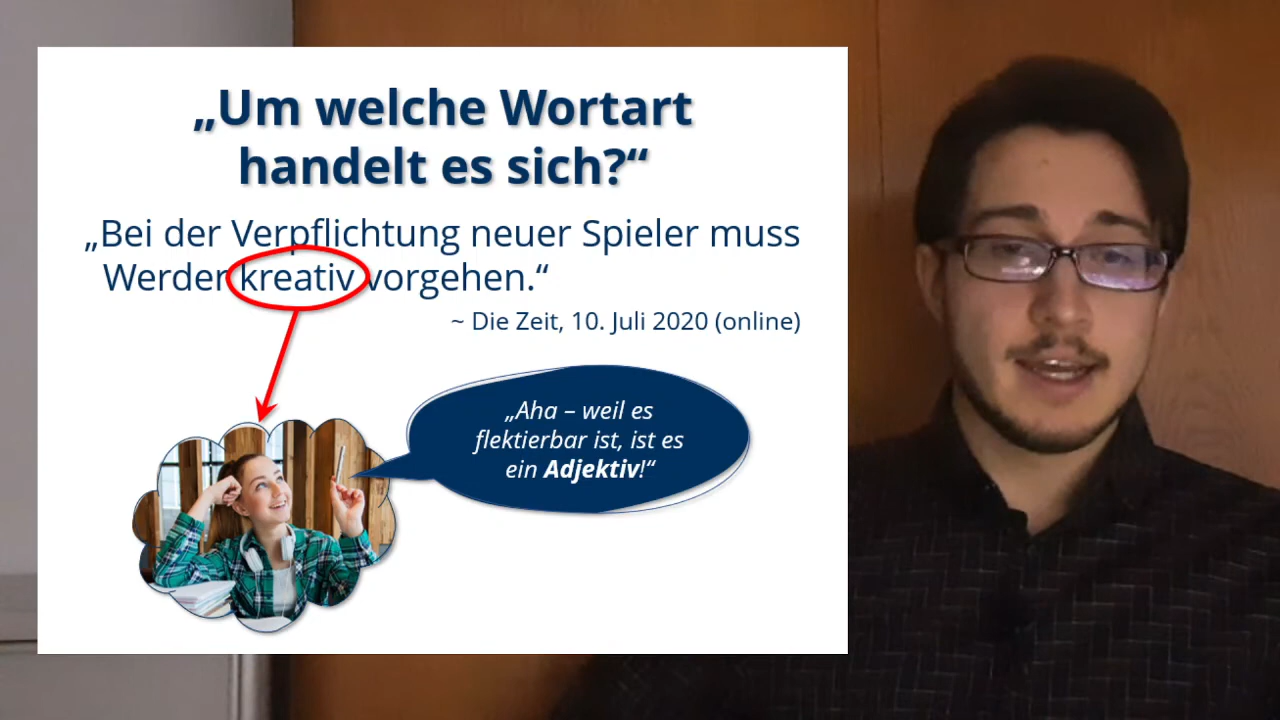 „Um welche Wortart
handelt es sich?“
„Bei der Verpflichtung neuer Spieler muss
Werder kreativ vorgehen.“
~ Die Zeit, 10. Juli 2020 (online)
„Aha – weil es
flektierbar ist, ist es
ein Adjektiv!“